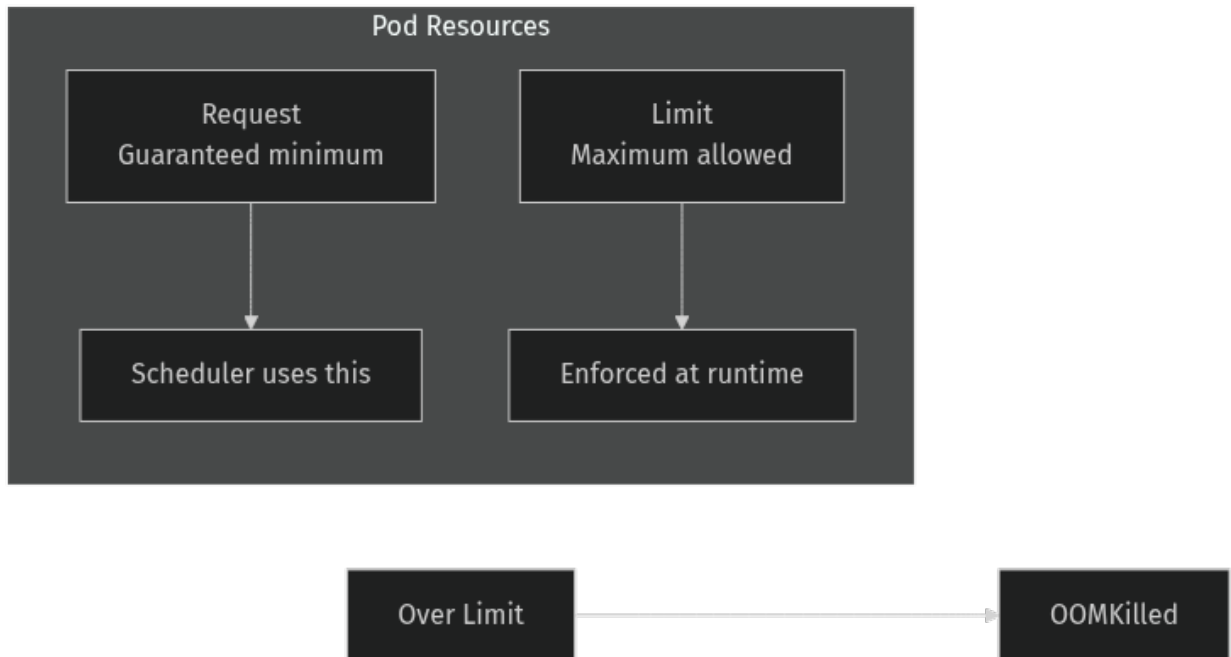 Pod Resources
Request
Guaranteed minimum
Limit
Maximum allowed
Scheduler uses this
Enforced at runtime
Over Limit
OOMKilled